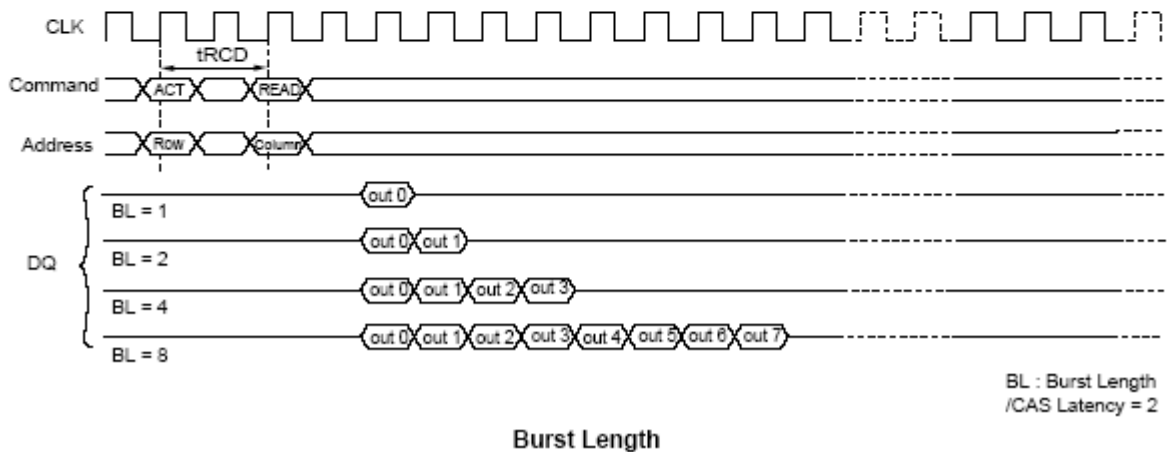 CLK
tRCD
Command ACT READ
Address Row Column
out 0
BL = 1
out 0 out 1
BL = 2
DQ
out 0 out 1 out 2 out 3
BL = 4
out 0 out 1 out 2 out 3 out 4 out 5 out 6 out 7
BL = 8
BL : Burst Length
/CAS Latency = 2
Burst Length